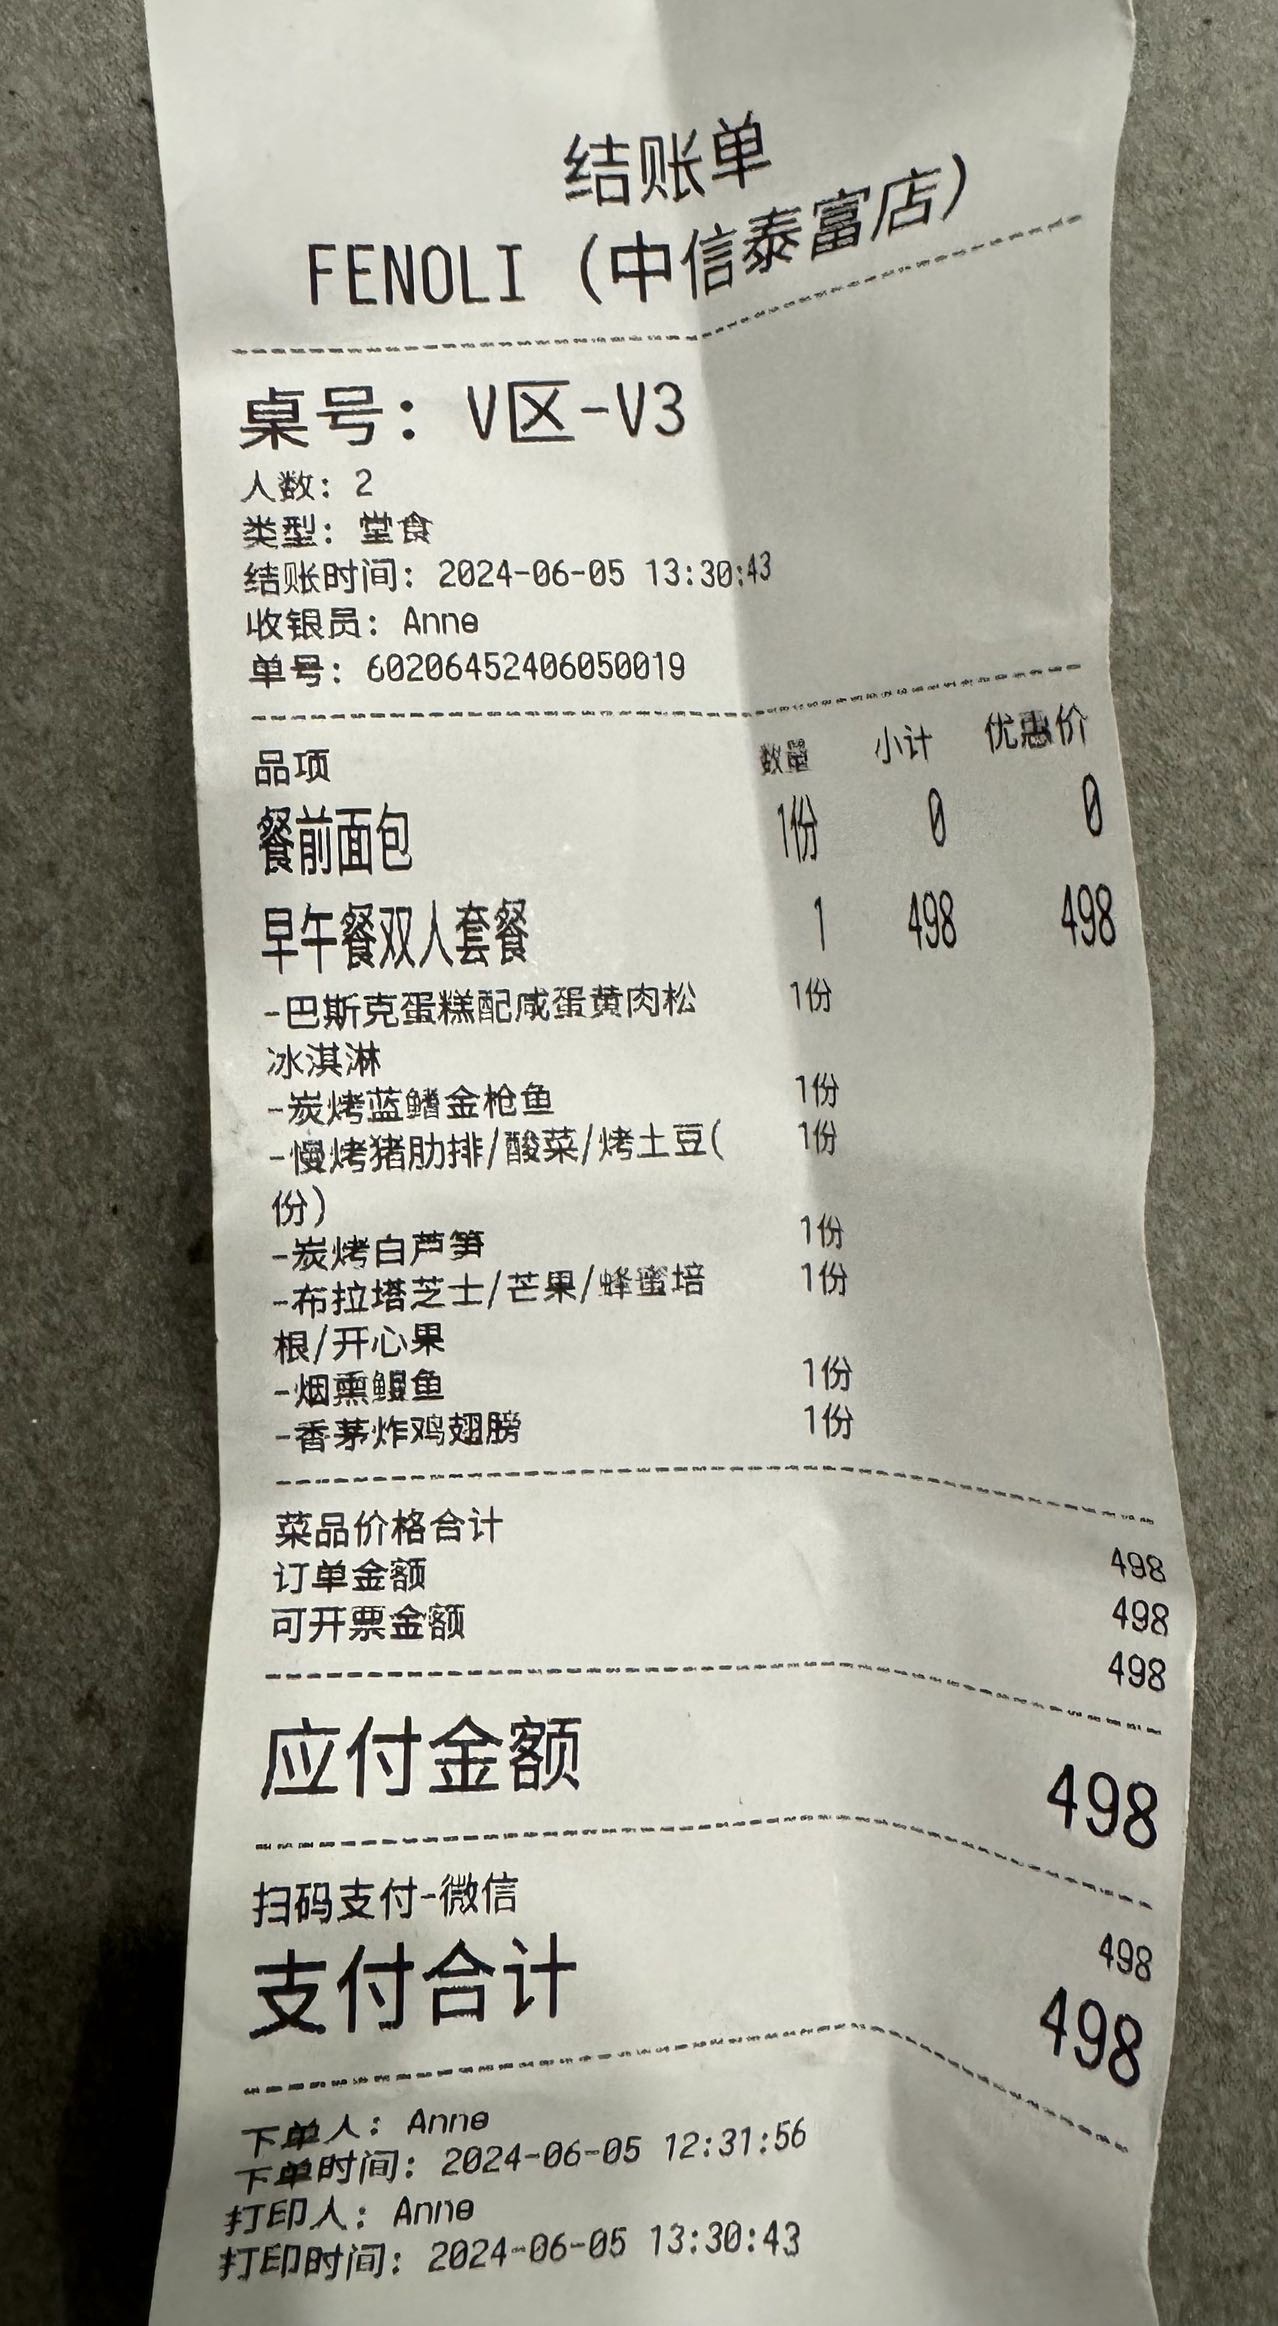 结账单
FENOLI (中信泰富店)
桌号: V区-V3
人数: 2
类型: 堂食
结账时间: 2024-06-05 13:30:43
收银员: Anne
单号: 602064524060500​19
品项 数量 小计 优惠价
餐前面包 1份 0 0
早午餐双人套餐 1 498 498
-巴斯克蛋糕配咸蛋黄肉松 1份
冰淇淋
-炭烤蓝鳍金枪鱼 1份
-慢烤猪肋排/酸菜/烤土豆( 1份
份)
-炭烤白芦笋 1份
-布拉塔芝士/芒果/蜂蜜培 1份
根/开心果
-烟熏鳗鱼 1份
-香茅炸鸡翅膀 1份
菜品价格合计 498
订单金额 498
可开票金额 498
应付金额 498
扫码支付-微信 498
支付合计 498
下单人: Anne
下单时间: 2024-06-05 12:31:56
打印人: Anne
打印时间: 2024-06-05 13:30:43